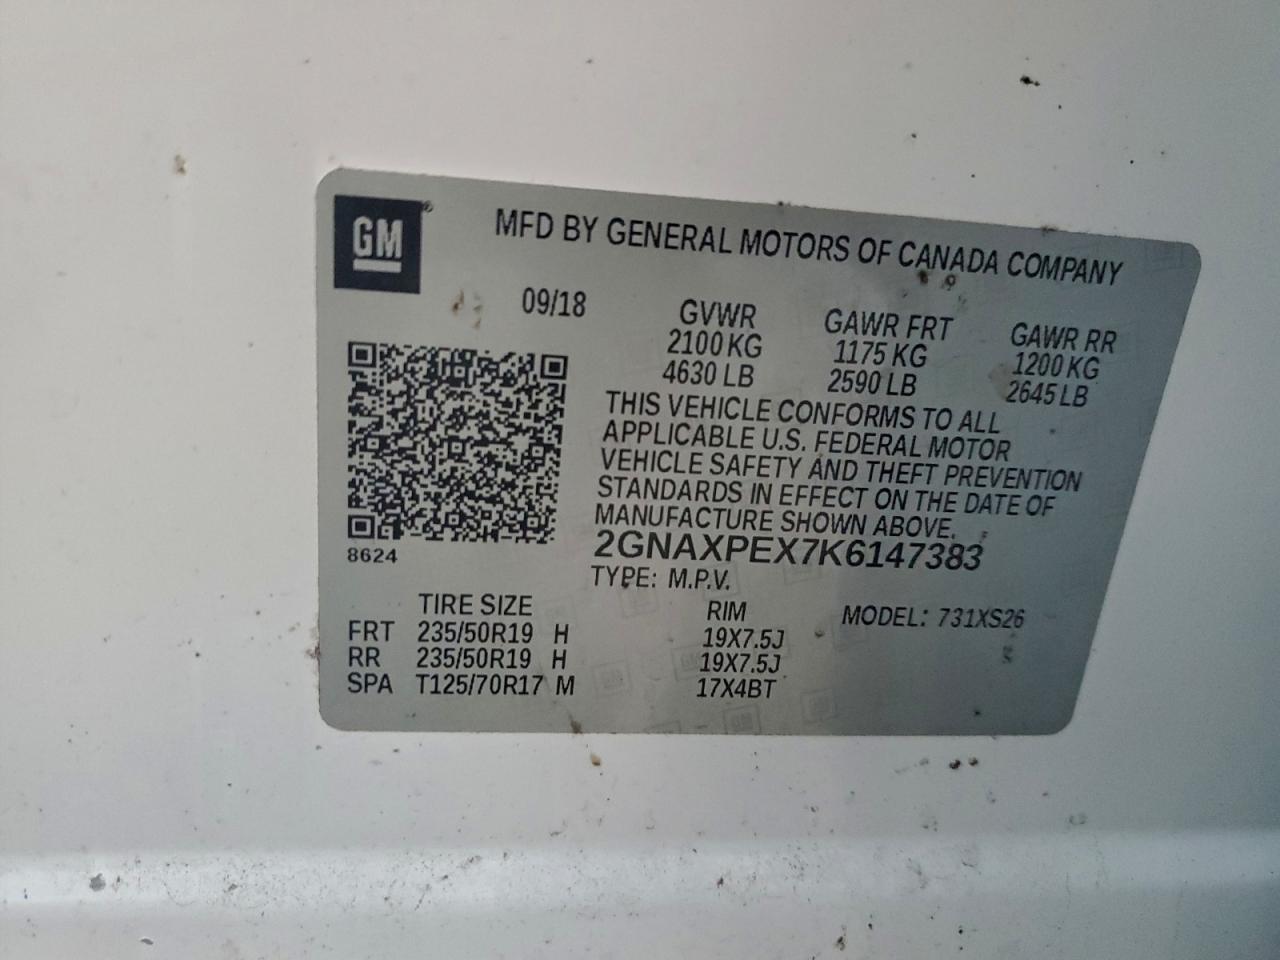 GM®
MFD BY GENERAL MOTORS OF CANADA COMPANY
09/18 GVWR GAWR FRT GAWR RR
2100 KG 1175 KG 1200 KG
4630 LB 2590 LB 2645 LB
THIS VEHICLE CONFORMS TO ALL
APPLICABLE U.S. FEDERAL MOTOR
VEHICLE SAFETY AND THEFT PREVENTION
STANDARDS IN EFFECT ON THE DATE OF
MANUFACTURE SHOWN ABOVE.
8624
2GNAXPEX7K6147383
TYPE: M.P.V.
TIRE SIZE RIM MODEL: 731XS26
FRT 235/50R19 H 19X7.5J
RR 235/50R19 H 19X7.5J
SPA T125/70R17 M 17X4BT